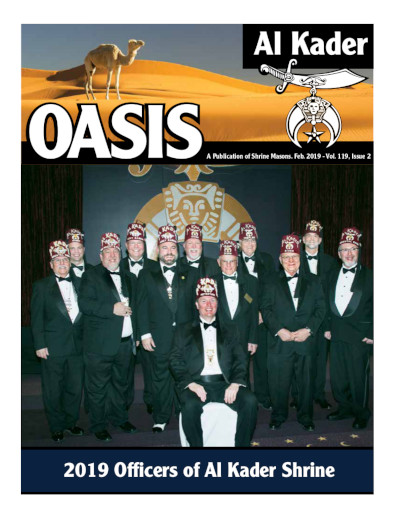 Al Kader
OASIS
A Publication of Shrine Masons. Feb. 2019 - Vol. 119, Issue 2
2019 Officers of Al Kader Shrine